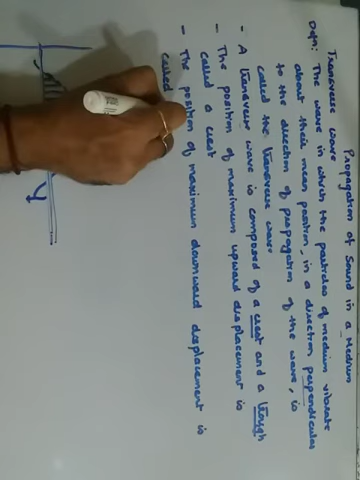 Propagation of Sound in a Medium
Transverse wave
Defn: The wave in which the particles of medium vibrate
about their mean position, in a direction perpendicular
to the direction of propagation of the wave, is
called the transverse wave
- A transverse wave is composed of a crest and a trough
- The position of maximum upward displacement is
called a crest
- The position of maximum downward displacement is
called